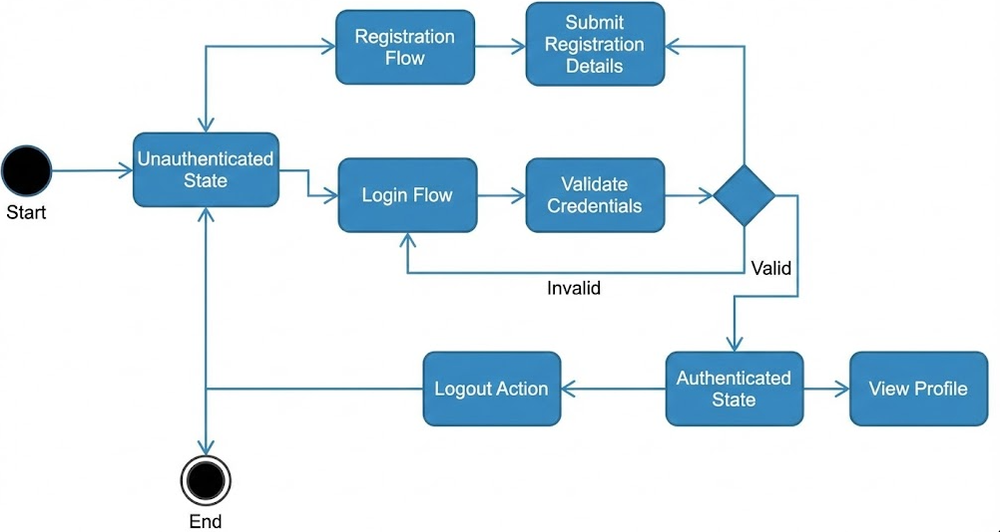 Registration
Flow
Submit
Registration
Details
Unauthenticated
State
Start
Login Flow
Validate
Credentials
Valid
Invalid
Logout Action
Authenticated
State
View Profile
End